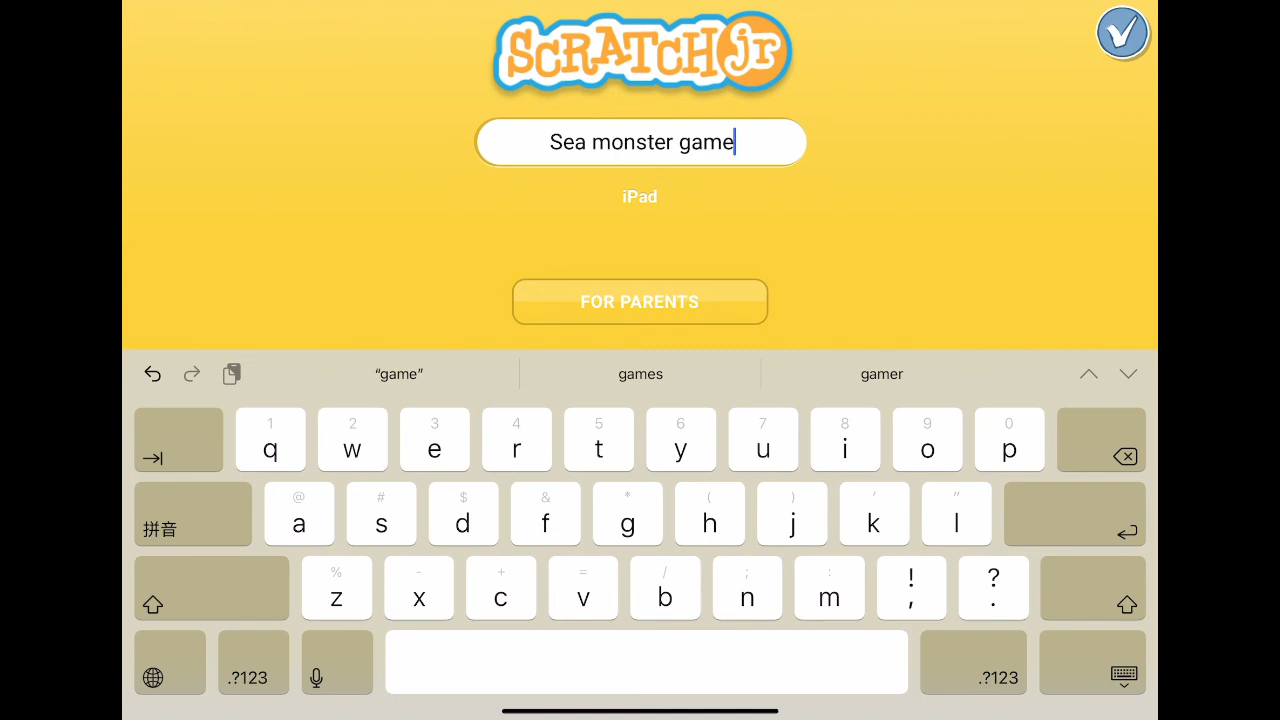 SCRATCH jr
Sea monster game
iPad
FOR PARENTS
“game” games gamer
1 2 3 4 5 6 7 8 9 0
q w e r t y u i o p
@ # $ & * ( ) ' "
拼音 a s d f g h j k l
% - + = / ; : ! ?
z x c v b n m , .
.?123 .?123